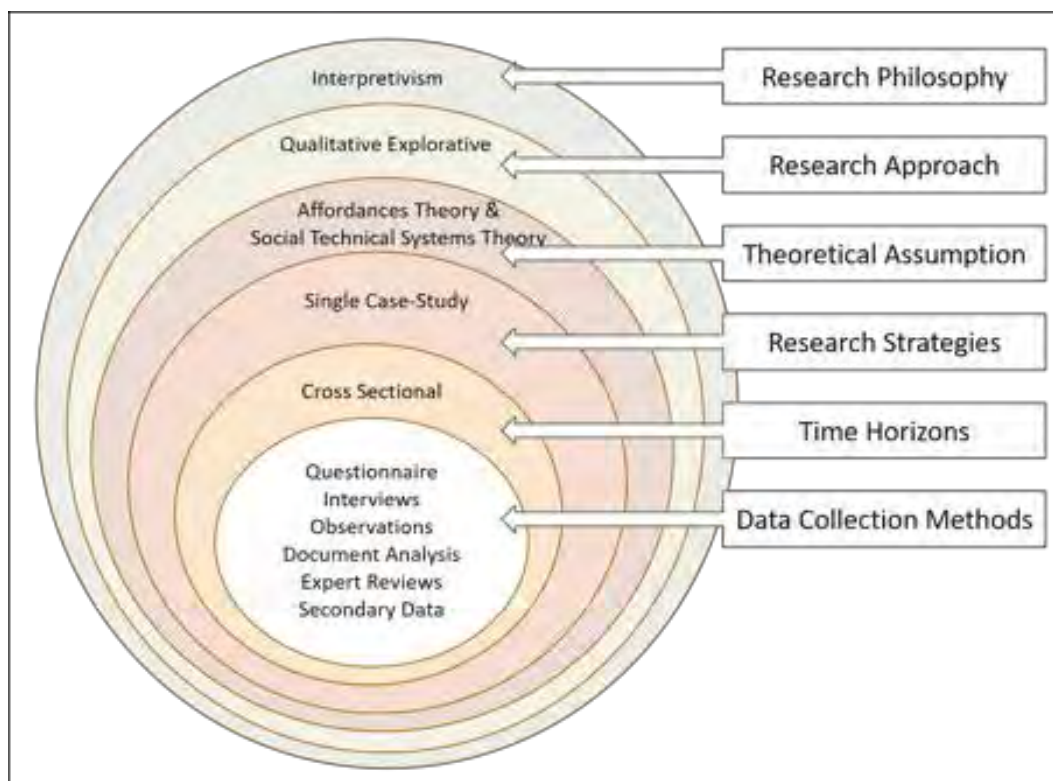 Interpretivism
Research Philosophy
Qualitative Explorative
Research Approach
Affordances Theory &
Social Technical Systems Theory
Theoretical Assumption
Single Case-Study
Research Strategies
Cross Sectional
Time Horizons
Questionnaire
Interviews
Observations
Document Analysis
Expert Reviews
Secondary Data
Data Collection Methods